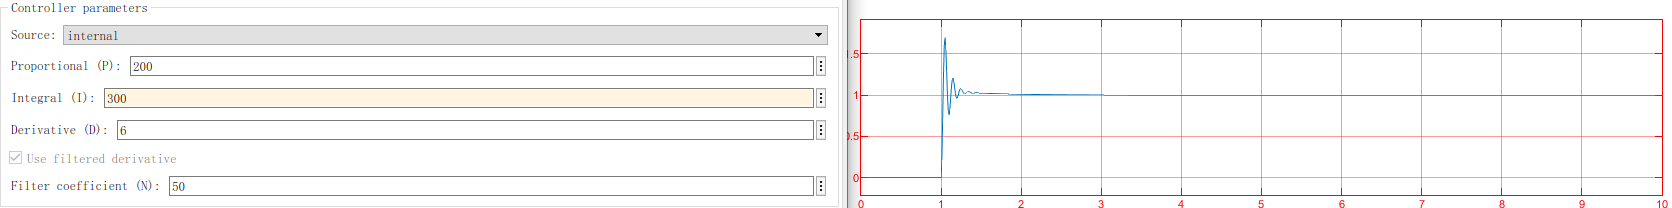 Controller parameters
Source: internal
Proportional (P): 200
Integral (I): 300
Derivative (D): 6
Use filtered derivative
Filter coefficient (N): 50
1.5
1
0.5
0
0 1 2 3 4 5 6 7 8 9 10